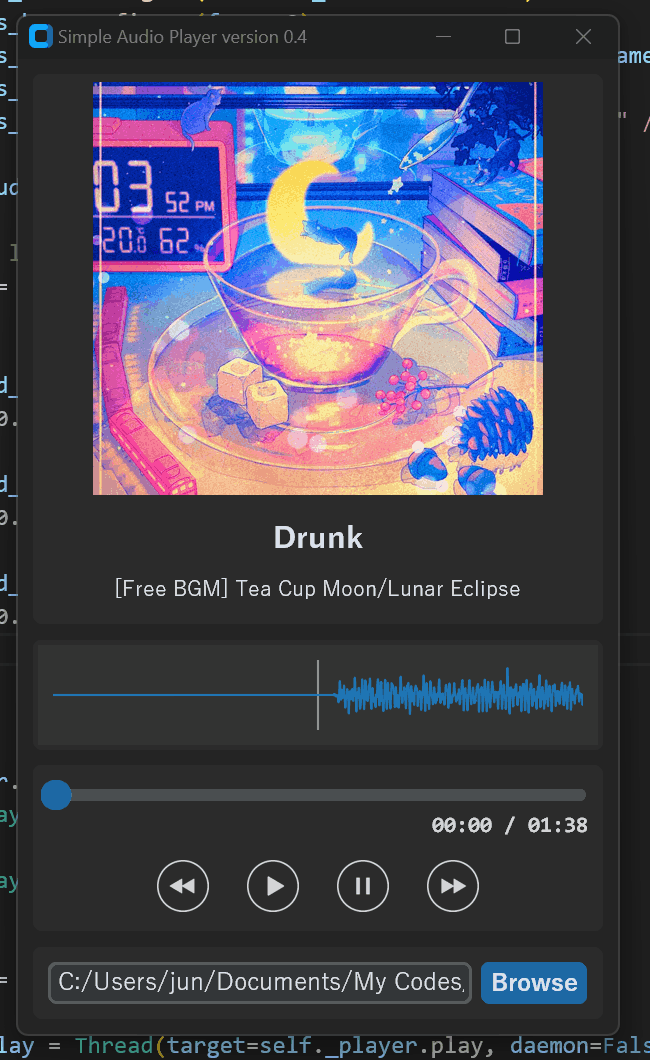 Simple Audio Player version 0.4
03 52 PM
20.0 62 %
Drunk
[Free BGM] Tea Cup Moon/Lunar Eclipse
00:00 / 01:38
C:/Users/jun/Documents/My Codes,
Browse
lay = Thread(target=self._player.play, daemon=Fals